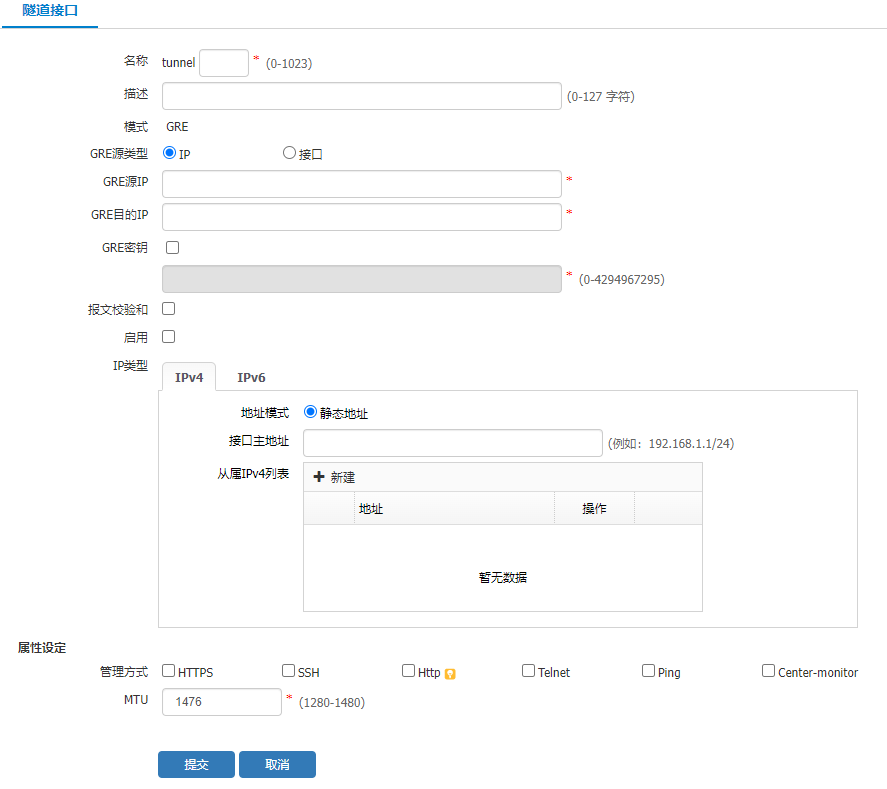 隧道接口
名称 tunnel * (0-1023)
描述 (0-127 字符)
模式 GRE
GRE源类型 IP 接口
GRE源IP *
GRE目的IP *
GRE密钥
* (0-4294967295)
报文校验和
启用
IP类型 IPv4 IPv6
地址模式 静态地址
接口主地址 (例如：192.168.1.1/24)
从属IPv4列表 新建
地址 操作
暂无数据
属性设定
管理方式 HTTPS SSH Http Telnet Ping Center-monitor
MTU 1476 * (1280-1480)
提交 取消